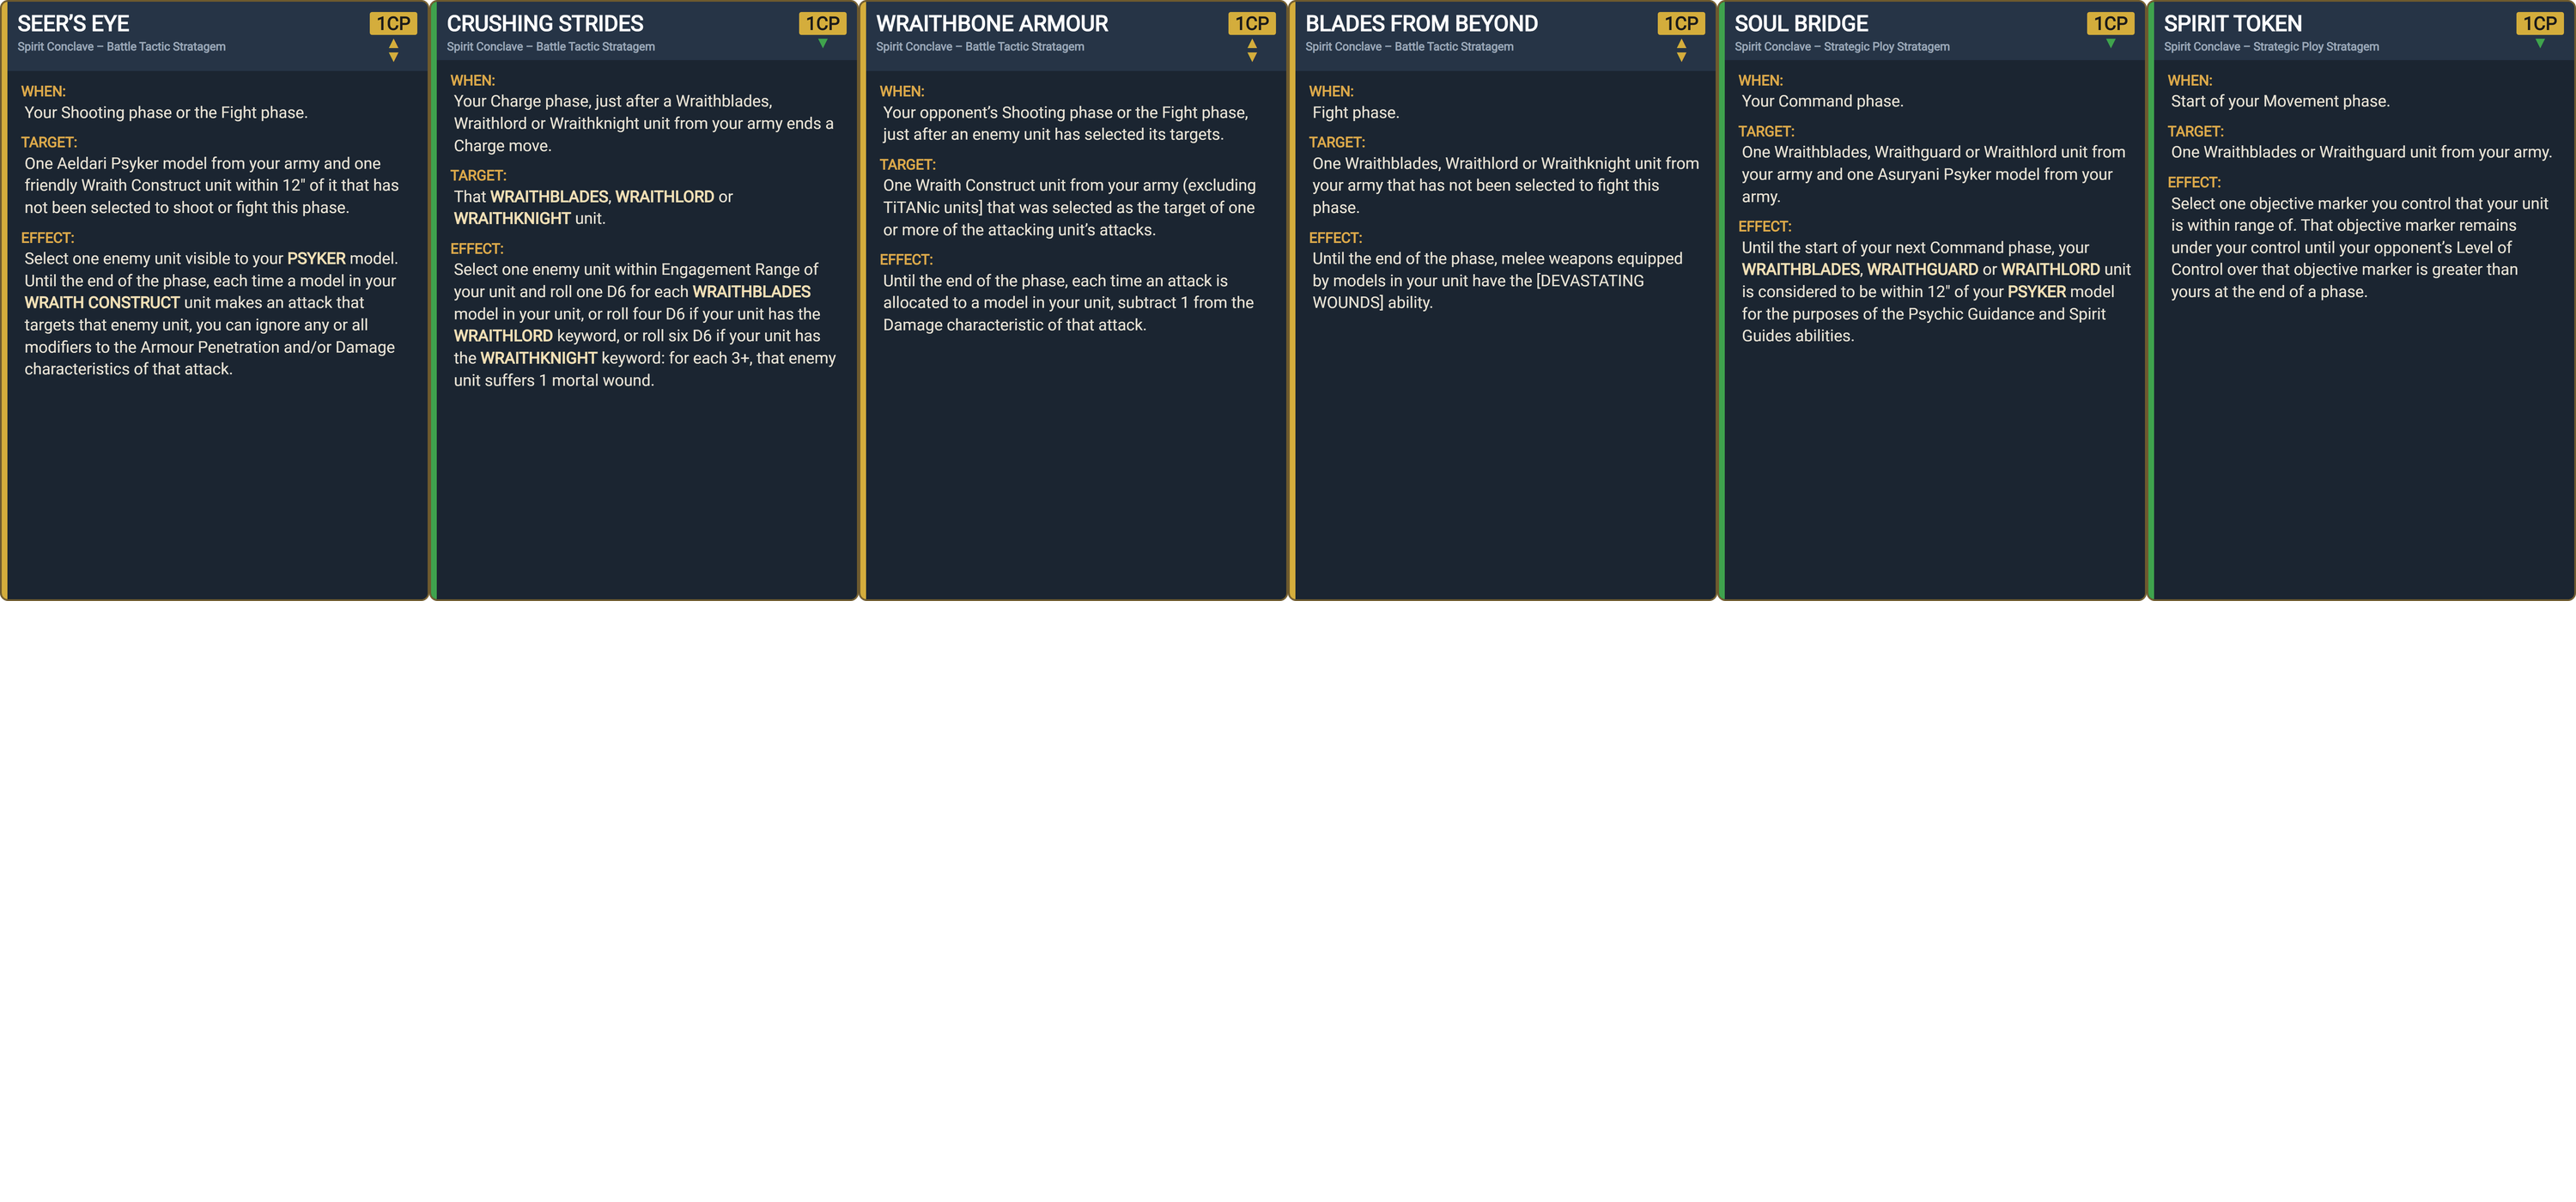 SEER’S EYE
1CP
Spirit Conclave – Battle Tactic Stratagem
WHEN:
Your Shooting phase or the Fight phase.
TARGET:
One Aeldari Psyker model from your army and one
friendly Wraith Construct unit within 12" of it that has
not been selected to shoot or fight this phase.
EFFECT:
Select one enemy unit visible to your PSYKER model.
Until the end of the phase, each time a model in your
WRAITH CONSTRUCT unit makes an attack that
targets that enemy unit, you can ignore any or all
modifiers to the Armour Penetration and/or Damage
characteristics of that attack.
CRUSHING STRIDES
1CP
Spirit Conclave – Battle Tactic Stratagem
WHEN:
Your Charge phase, just after a Wraithblades,
Wraithlord or Wraithknight unit from your army ends a
Charge move.
TARGET:
That WRAITHBLADES, WRAITHLORD or
WRAITHKNIGHT unit.
EFFECT:
Select one enemy unit within Engagement Range of
your unit and roll one D6 for each WRAITHBLADES
model in your unit, or roll four D6 if your unit has the
WRAITHLORD keyword, or roll six D6 if your unit has
the WRAITHKNIGHT keyword: for each 3+, that enemy
unit suffers 1 mortal wound.
WRAITHBONE ARMOUR
1CP
Spirit Conclave – Battle Tactic Stratagem
WHEN:
Your opponent’s Shooting phase or the Fight phase,
just after an enemy unit has selected its targets.
TARGET:
One Wraith Construct unit from your army (excluding
TiTANic units] that was selected as the target of one
or more of the attacking unit’s attacks.
EFFECT:
Until the end of the phase, each time an attack is
allocated to a model in your unit, subtract 1 from the
Damage characteristic of that attack.
BLADES FROM BEYOND
1CP
Spirit Conclave – Battle Tactic Stratagem
WHEN:
Fight phase.
TARGET:
One Wraithblades, Wraithlord or Wraithknight unit from
your army that has not been selected to fight this
phase.
EFFECT:
Until the end of the phase, melee weapons equipped
by models in your unit have the [DEVASTATING
WOUNDS] ability.
SOUL BRIDGE
1CP
Spirit Conclave – Strategic Ploy Stratagem
WHEN:
Your Command phase.
TARGET:
One Wraithblades, Wraithguard or Wraithlord unit from
your army and one Asuryani Psyker model from your
army.
EFFECT:
Until the start of your next Command phase, your
WRAITHBLADES, WRAITHGUARD or WRAITHLORD unit
is considered to be within 12" of your PSYKER model
for the purposes of the Psychic Guidance and Spirit
Guides abilities.
SPIRIT TOKEN
1CP
Spirit Conclave – Strategic Ploy Stratagem
WHEN:
Start of your Movement phase.
TARGET:
One Wraithblades or Wraithguard unit from your army.
EFFECT:
Select one objective marker you control that your unit
is within range of. That objective marker remains
under your control until your opponent’s Level of
Control over that objective marker is greater than
yours at the end of a phase.